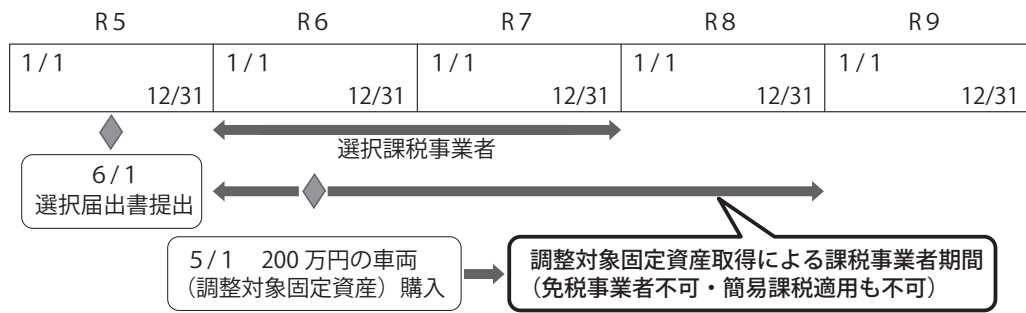 R5 R6 R7 R8 R9
1/1 1/1 1/1 1/1 1/1
12/31 12/31 12/31 12/31 12/31
選択課税事業者
6/1
選択届出書提出
5/1 200万円の車両
（調整対象固定資産）購入
調整対象固定資産取得による課税事業者期間
（免税事業者不可・簡易課税適用も不可）